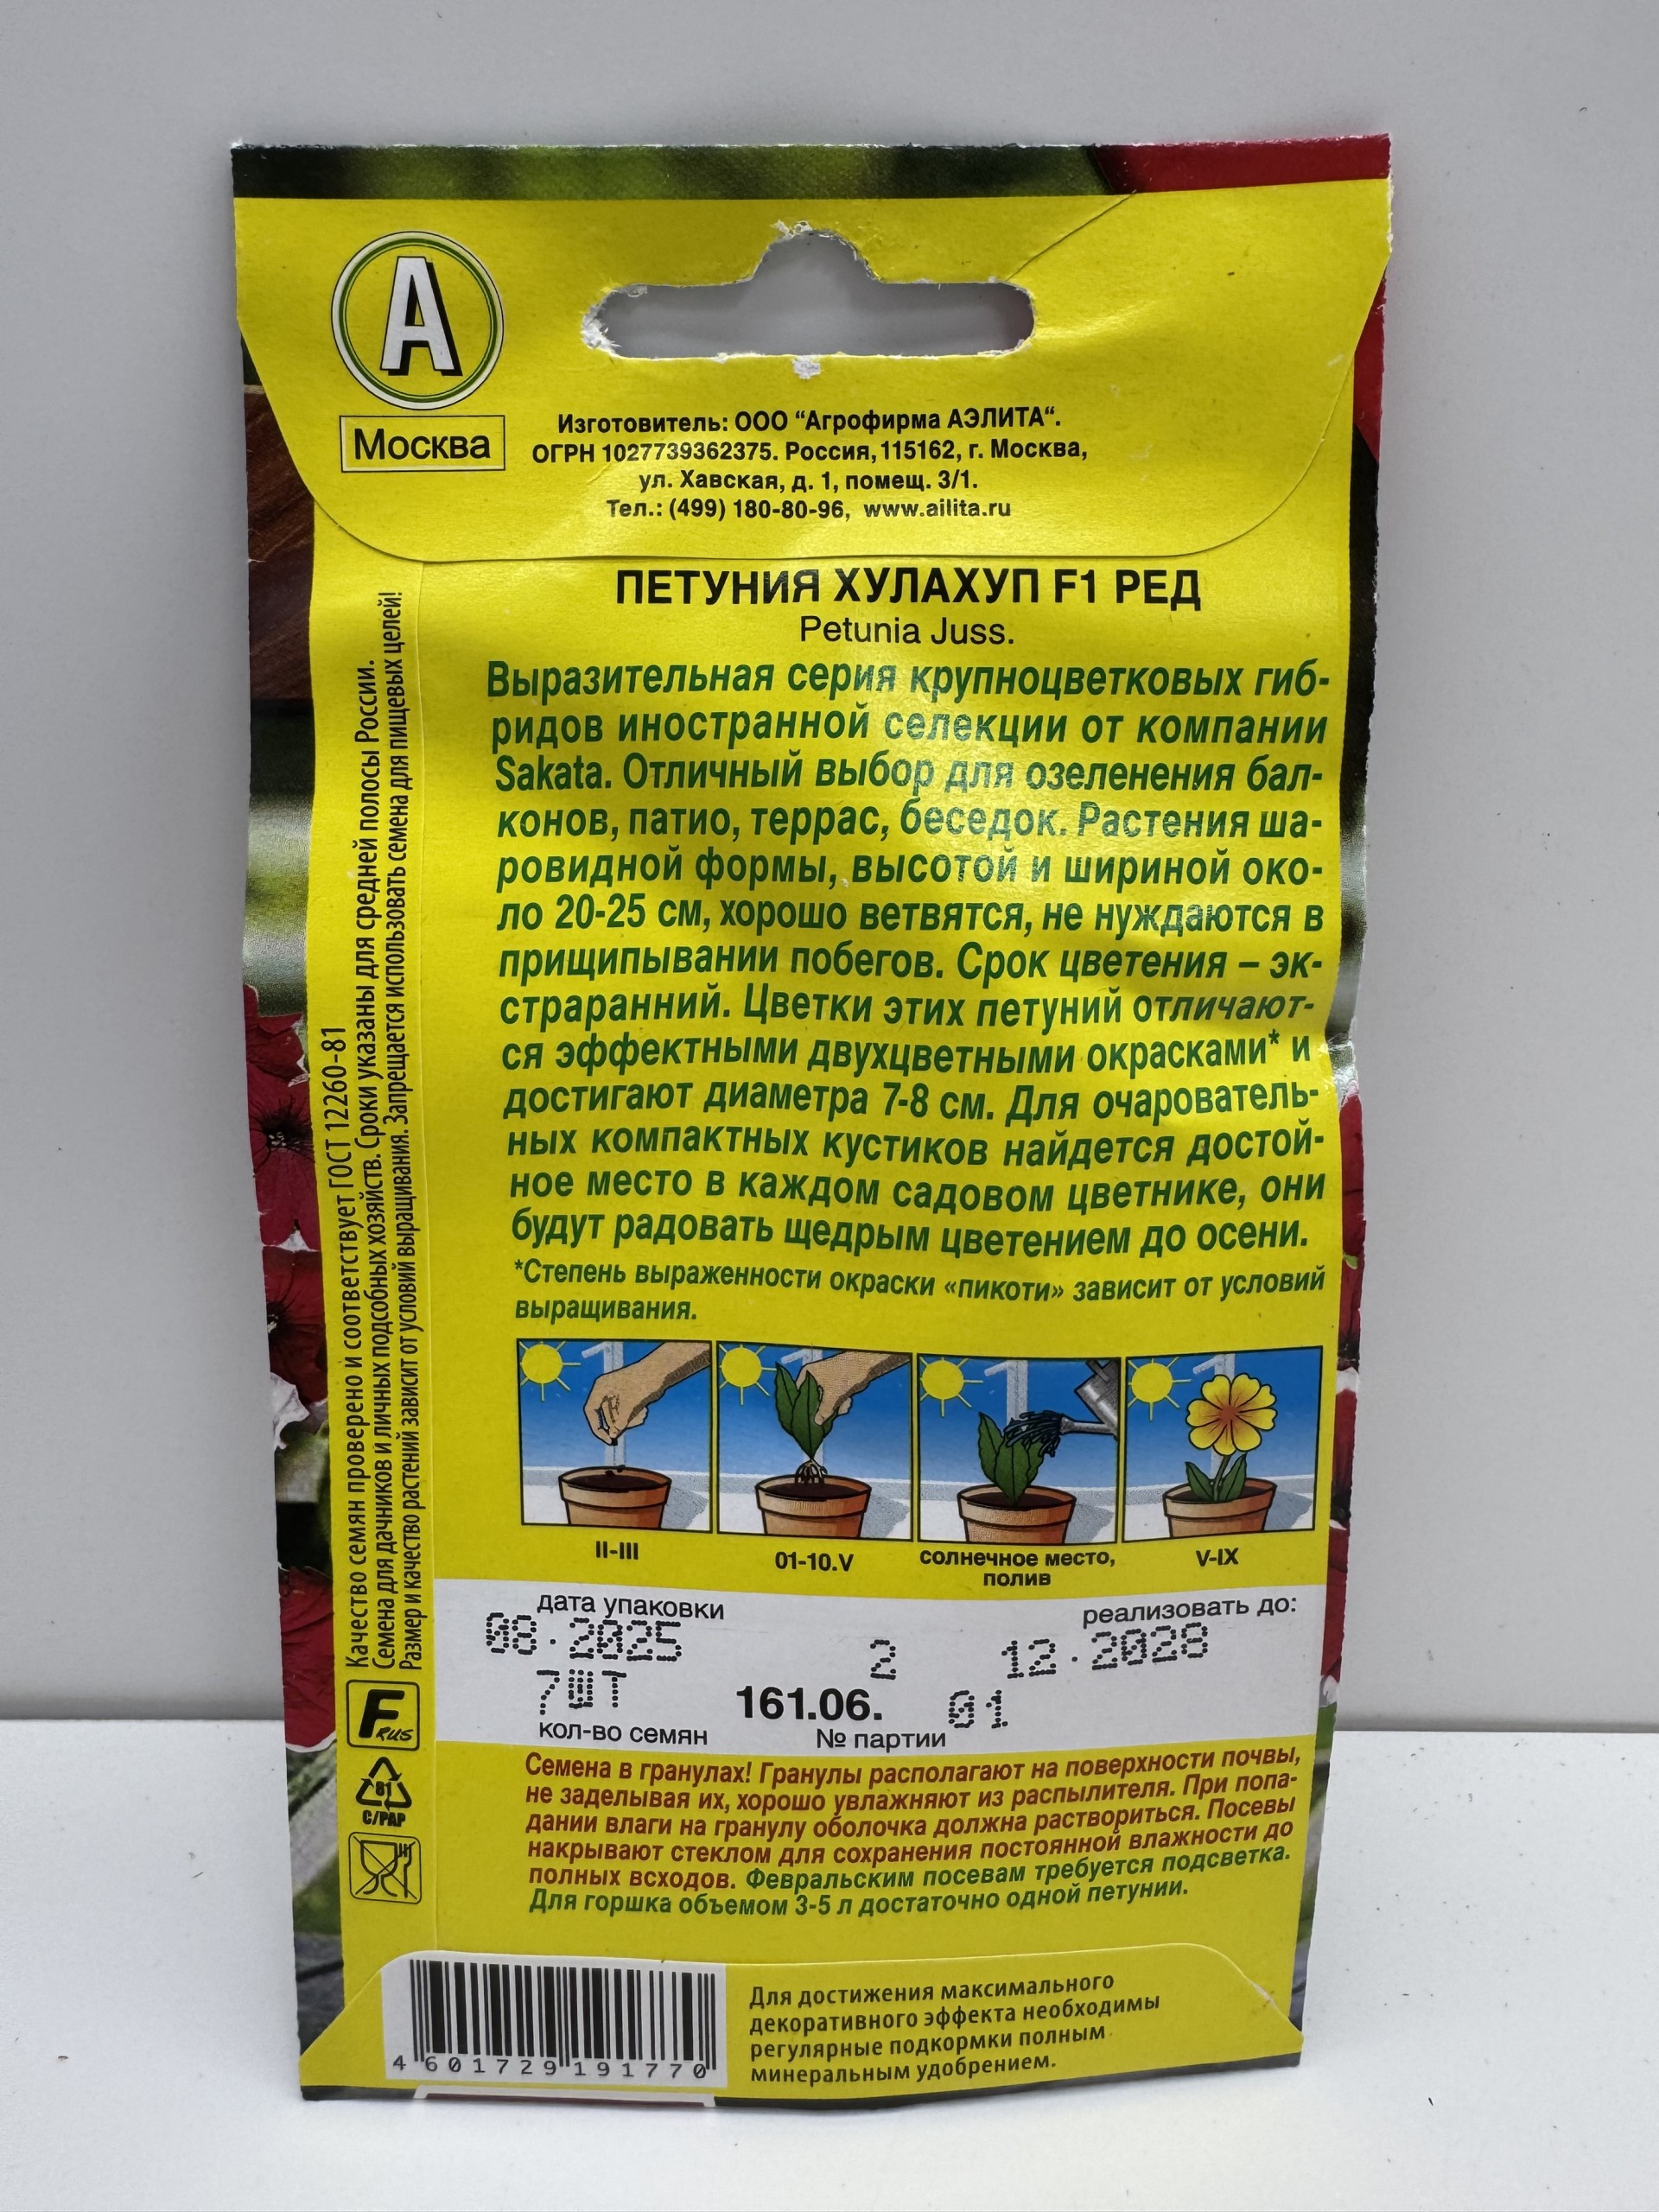 А
Москва
Изготовитель: ООО “Агрофирма АЭЛИТА“.
ОГРН 1027739362375. Россия, 115162, г. Москва,
ул. Хавская, д. 1, помещ. 3/1.
Тел.: (499) 180-80-96, www.ailita.ru
ПЕТУНИЯ ХУЛАХУП F1 РЕД
Petunia Juss.
Выразительная серия крупноцветковых гиб-
ридов иностранной селекции от компании
Sakata. Отличный выбор для озеленения бал-
конов, патио, террас, беседок. Растения ша-
ровидной формы, высотой и шириной око-
ло 20-25 см, хорошо ветвятся, не нуждаются в
прищипывании побегов. Срок цветения – эк-
страранний. Цветки этих петуний отличают-
ся эффектными двухцветными окрасками* и
достигают диаметра 7-8 см. Для очарователь-
ных компактных кустиков найдется достой-
ное место в каждом садовом цветнике, они
будут радовать щедрым цветением до осени.
*Степень выраженности окраски «пикоти» зависит от условий
выращивания.
II-III
01-10.V
солнечное место,
полив
V-IX
дата упаковки
реализовать до:
08.2025
2
12.2028
7ШТ
161.06.
01
кол-во семян
№ партии
Семена в гранулах! Гранулы располагают на поверхности почвы,
не заделывая их, хорошо увлажняют из распылителя. При попа-
дании влаги на гранулу оболочка должна раствориться. Посевы
накрывают стеклом для сохранения постоянной влажности до
полных всходов. Февральским посевам требуется подсветка.
Для горшка объемом 3-5 л достаточно одной петунии.
Качество семян проверено и соответствует ГОСТ 12260-81
Семена для дачников и личных подсобных хозяйств. Сроки указаны для средней полосы России.
Размер и качество растений зависит от условий выращивания. Запрещается использовать семена для пищевых целей!
F RUS
81
C/PAP
4 601729 191770
Для достижения максимального
декоративного эффекта необходимы
регулярные подкормки полным
минеральным удобрением.